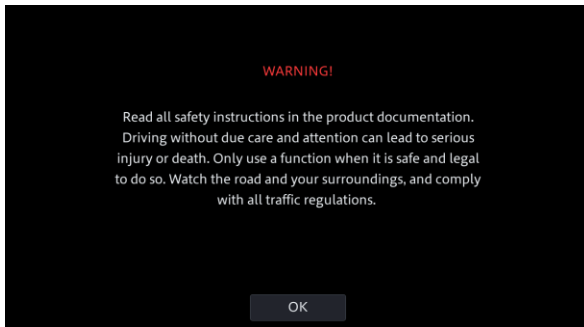 WARNING!
Read all safety instructions in the product documentation.
Driving without due care and attention can lead to serious
injury or death. Only use a function when it is safe and legal
to do so. Watch the road and your surroundings, and comply
with all traffic regulations.
OK